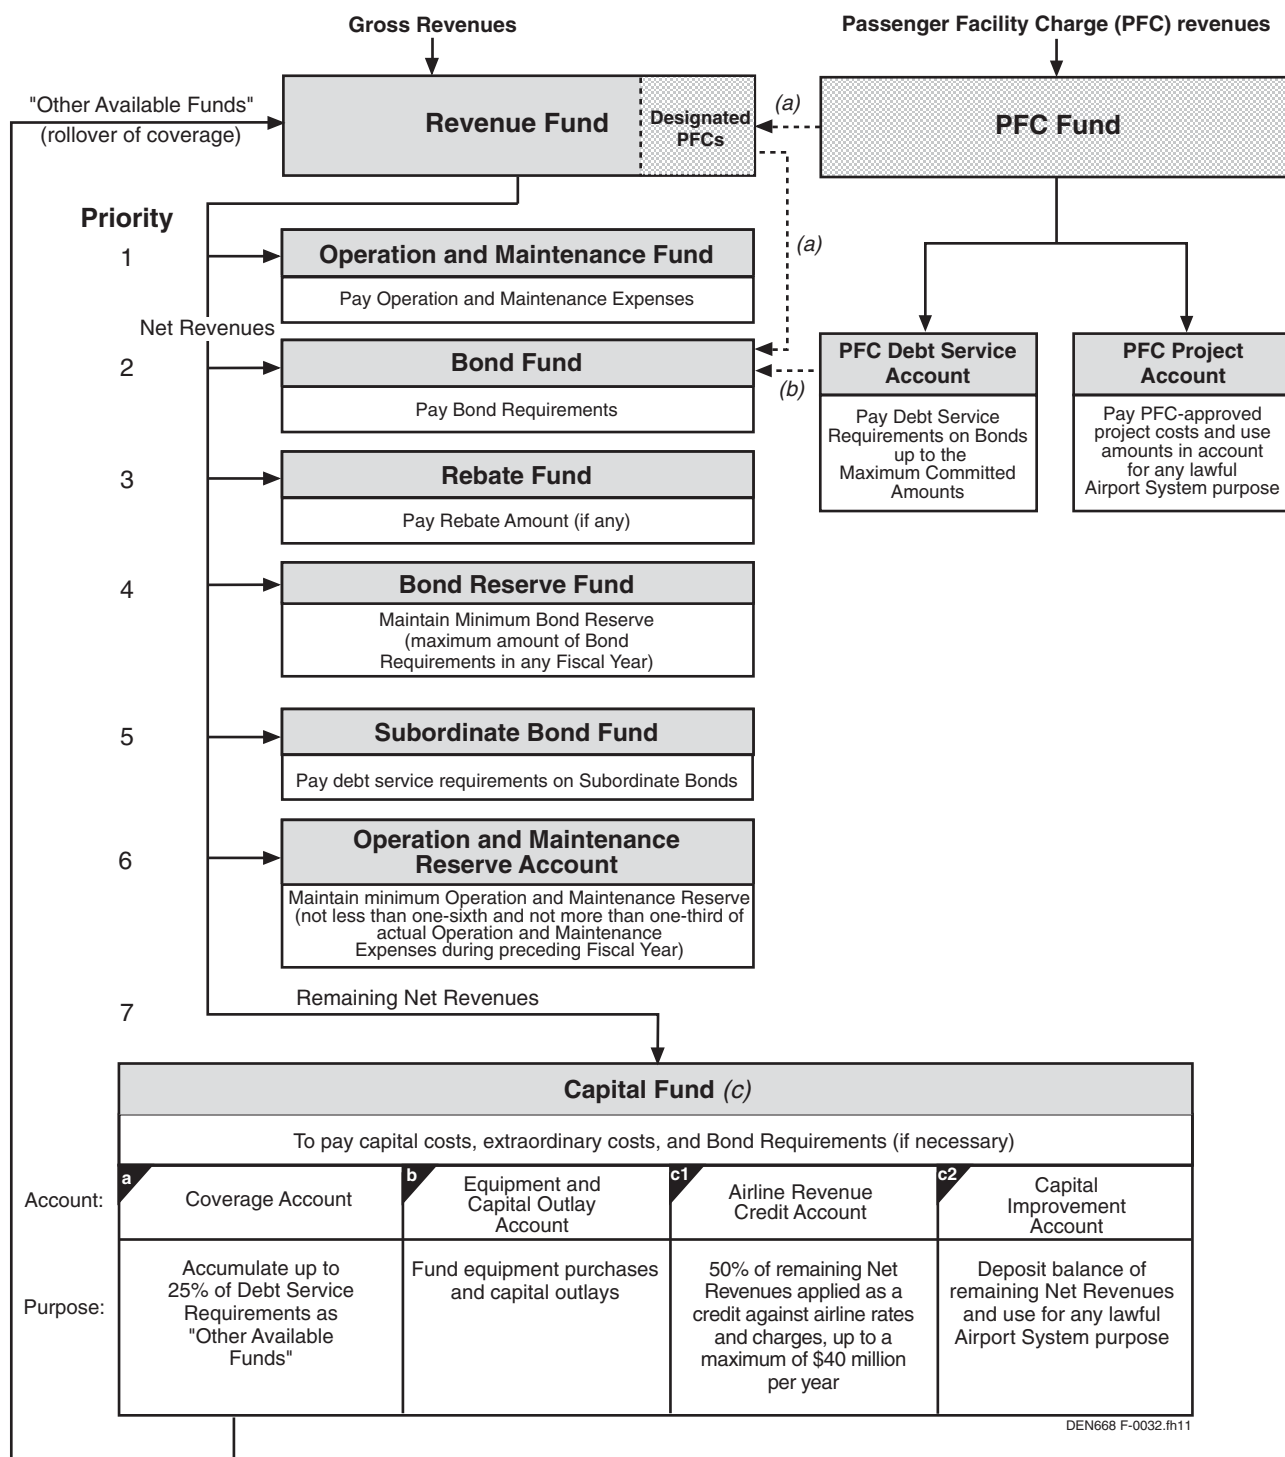 Gross Revenues
Passenger Facility Charge (PFC) revenues
"Other Available Funds"
(rollover of coverage)
Revenue Fund
Designated
PFCs
(a)
PFC Fund
Priority
1
Operation and Maintenance Fund
Pay Operation and Maintenance Expenses
(a)
Net Revenues
2
Bond Fund
Pay Bond Requirements
(b)
PFC Debt Service
Account
Pay Debt Service
Requirements on Bonds
up to the
Maximum Committed
Amounts
PFC Project
Account
Pay PFC-approved
project costs and use
amounts in account
for any lawful
Airport System purpose
3
Rebate Fund
Pay Rebate Amount (if any)
4
Bond Reserve Fund
Maintain Minimum Bond Reserve
(maximum amount of Bond
Requirements in any Fiscal Year)
5
Subordinate Bond Fund
Pay debt service requirements on Subordinate Bonds
6
Operation and Maintenance
Reserve Account
Maintain minimum Operation and Maintenance Reserve
(not less than one-sixth and not more than one-third of
actual Operation and Maintenance
Expenses during preceding Fiscal Year)
7
Remaining Net Revenues
Capital Fund (c)
To pay capital costs, extraordinary costs, and Bond Requirements (if necessary)
Account:
a
Coverage Account
b
Equipment and
Capital Outlay
Account
c1
Airline Revenue
Credit Account
c2
Capital
Improvement
Account
Purpose:
Accumulate up to
25% of Debt Service
Requirements as
"Other Available
Funds"
Fund equipment purchases
and capital outlays
50% of remaining Net
Revenues applied as a
credit against airline rates
and charges, up to a
maximum of $40 million
per year
Deposit balance of
remaining Net Revenues
and use for any lawful
Airport System purpose
DEN668 F-0032.fh11